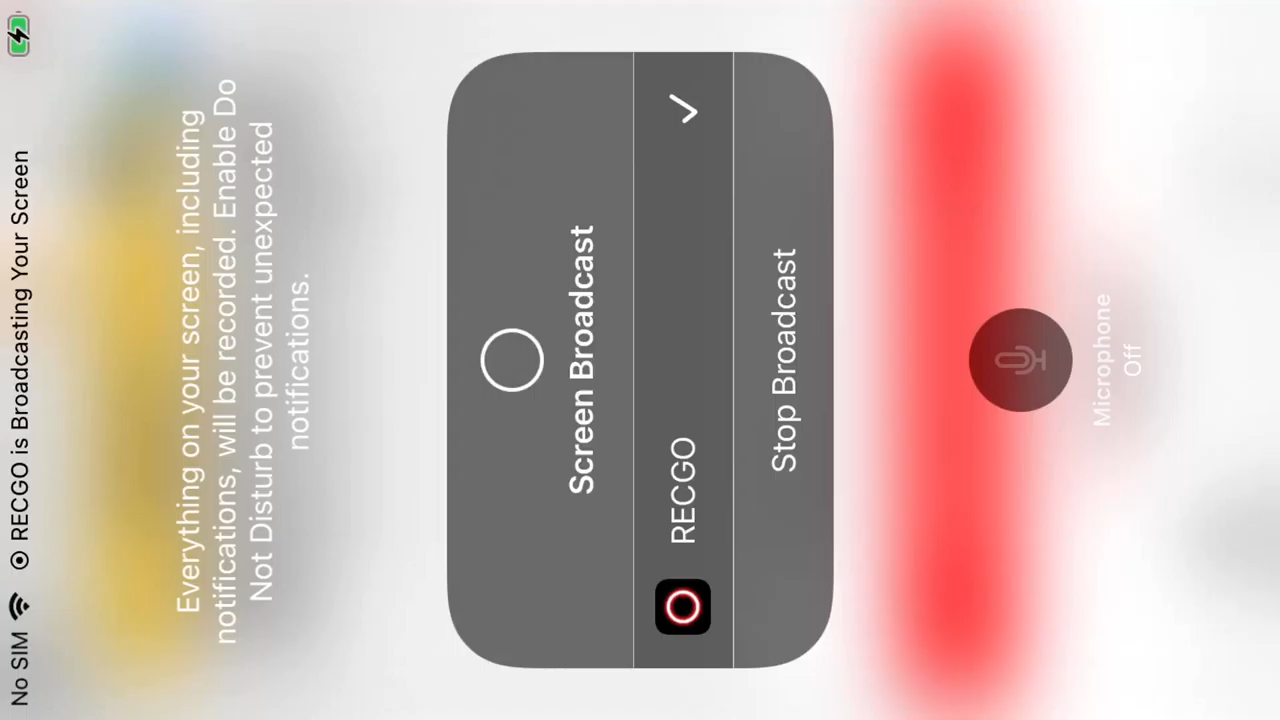 No SIM RECGO is Broadcasting Your Screen
Everything on your screen, including
notifications, will be recorded. Enable Do
Not Disturb to prevent unexpected
notifications.
Screen Broadcast
RECGO
Stop Broadcast
Microphone
Off